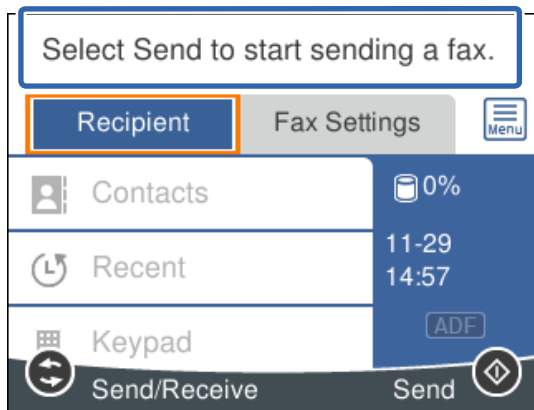 Select Send to start sending a fax.
Recipient
Fax Settings
Menu
Contacts
0%
Recent
11-29
14:57
Keypad
ADF
Send/Receive
Send